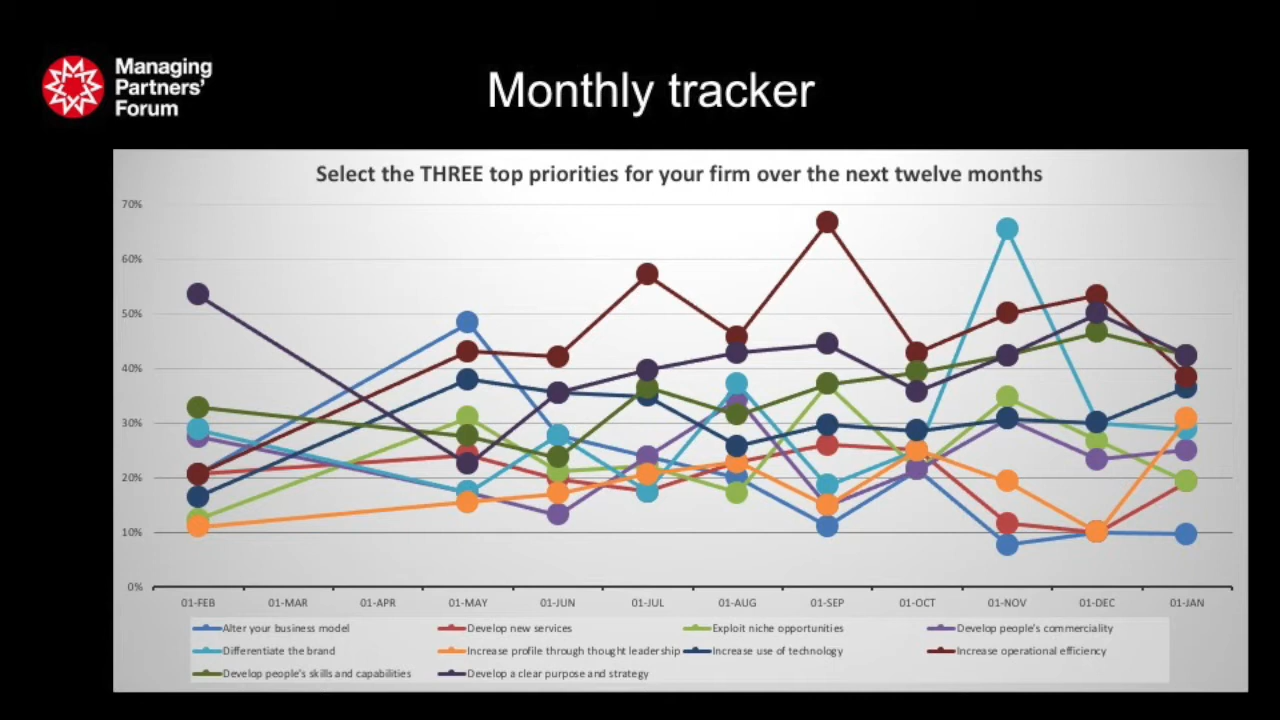 Managing
Partners'
Forum
Monthly tracker
Select the THREE top priorities for your firm over the next twelve months
70%
60%
50%
40%
30%
20%
10%
0%
01-FEB 01-MAR 01-APR 01-MAY 01-JUN 01-JUL 01-AUG 01-SEP 01-OCT 01-NOV 01-DEC 01-JAN
Alter your business model Develop new services Exploit niche opportunities Develop people's commerciality
Differentiate the brand Increase profile through thought leadership Increase use of technology Increase operational efficiency
Develop people's skills and capabilities Develop a clear purpose and strategy